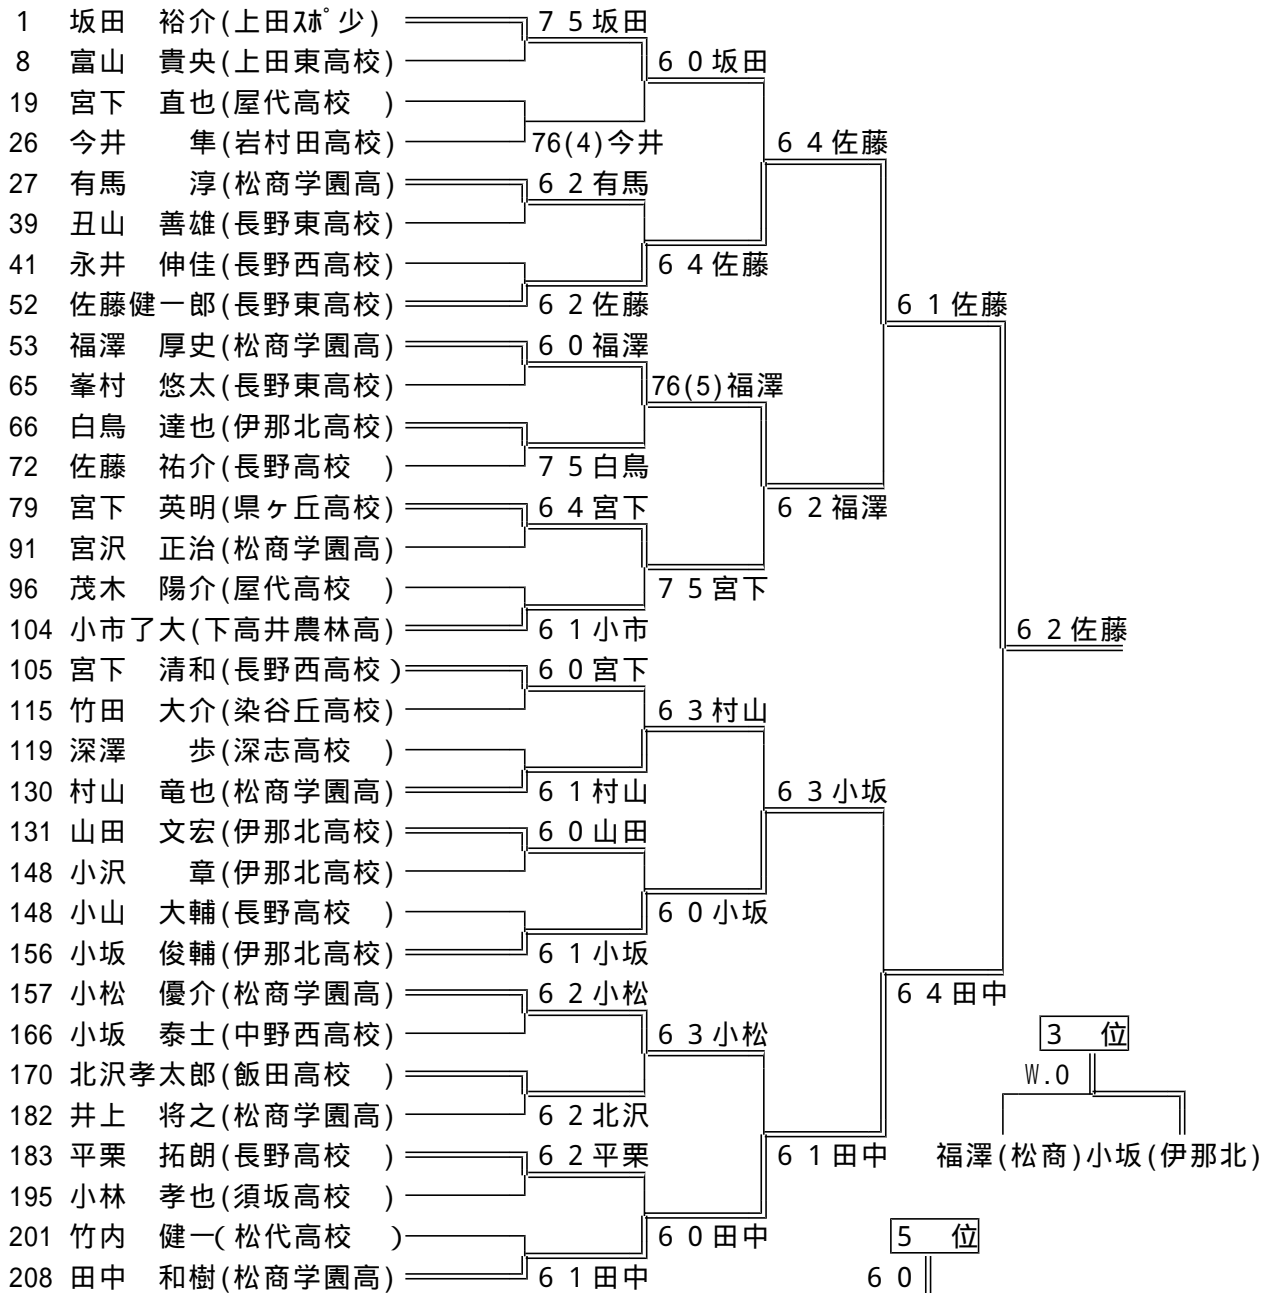 1 坂田　裕介(上田ｽﾎﾟ少) 7 5 坂田
8 富山　貴央(上田東高校) 6 0 坂田
19 宮下　直也(屋代高校　)
26 今井　　隼(岩村田高校) 76(4)今井 6 4 佐藤
27 有馬　　淳(松商学園高) 6 2 有馬
39 丑山　善雄(長野東高校)
41 永井　伸佳(長野西高校) 6 4 佐藤
52 佐藤健一郎(長野東高校) 6 2 佐藤 6 1 佐藤
53 福澤　厚史(松商学園高) 6 0 福澤
65 峯村　悠太(長野東高校) 76(5)福澤
66 白鳥　達也(伊那北高校)
72 佐藤　祐介(長野高校　) 7 5 白鳥
79 宮下　英明(県ヶ丘高校) 6 4 宮下 6 2 福澤
91 宮沢　正治(松商学園高)
96 茂木　陽介(屋代高校　) 7 5 宮下
104 小市了大(下高井農林高) 6 1 小市 6 2 佐藤
105 宮下　清和(長野西高校) 6 0 宮下
115 竹田　大介(染谷丘高校) 6 3 村山
119 深澤　　歩(深志高校　)
130 村山　竜也(松商学園高) 6 1 村山 6 3 小坂
131 山田　文宏(伊那北高校) 6 0 山田
148 小沢　　章(伊那北高校)
148 小山　大輔(長野高校　) 6 0 小坂
156 小坂　俊輔(伊那北高校) 6 1 小坂
157 小松　優介(松商学園高) 6 2 小松 6 4 田中
166 小坂　泰士(中野西高校) 6 3 小松 3　位
170 北沢孝太郎(飯田高校　) W.0
182 井上　将之(松商学園高) 6 2 北沢
183 平栗　拓朗(長野高校　) 6 2 平栗 6 1 田中 福澤(松商)小坂(伊那北)
195 小林　孝也(須坂高校　)
201 竹内　健一(松代高校　) 6 0 田中 5　位
208 田中　和樹(松商学園高) 6 1 田中 6 0